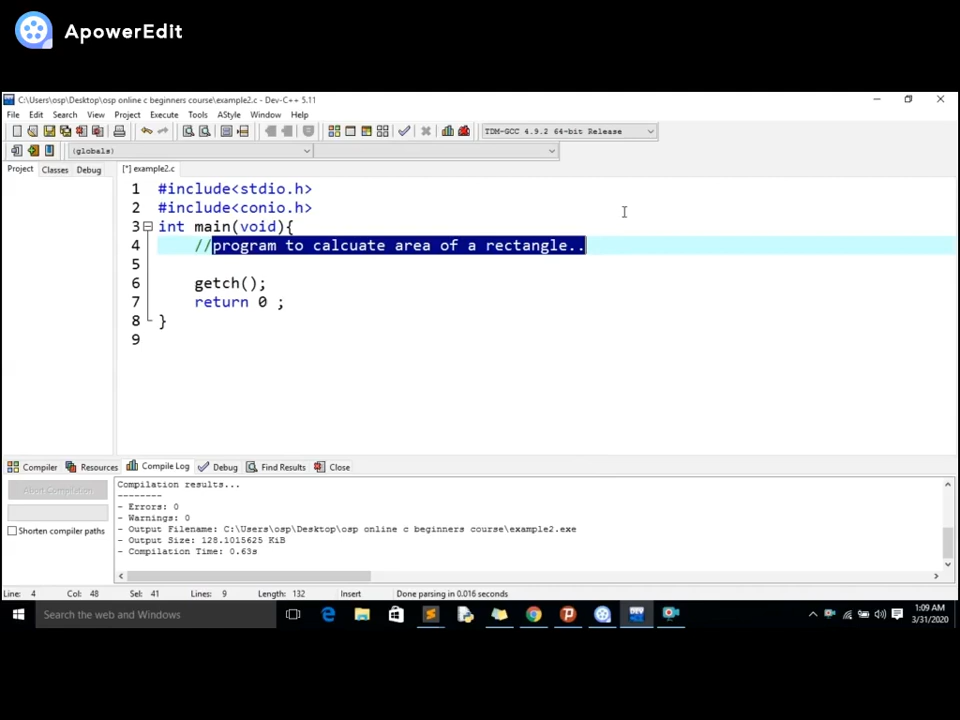 ApowerEdit
C:\Users\osp\Desktop\osp online c beginners course\example2.c - Dev-C++ 5.11
File Edit Search View Project Execute Tools AStyle Window Help
TDM-GCC 4.9.2 64-bit Release
(globals)
Project Classes Debug [*] example2.c
1 #include<stdio.h>
2 #include<conio.h>
3 int main(void){
4 //program to calcuate area of a rectangle..
5
6 getch();
7 return 0 ;
8 }
9
Compiler Resources Compile Log Debug Find Results Close
Abort Compilation
Compilation results...
--------
- Errors: 0
- Warnings: 0
- Output Filename: C:\Users\osp\Desktop\osp online c beginners course\example2.exe
- Output Size: 128.1015625 KiB
- Compilation Time: 0.63s
Shorten compiler paths
Line: 4 Col: 48 Sel: 41 Lines: 9 Length: 132 Insert Done parsing in 0.016 seconds
Search the web and Windows
DEV
1:09 AM
3/31/2020